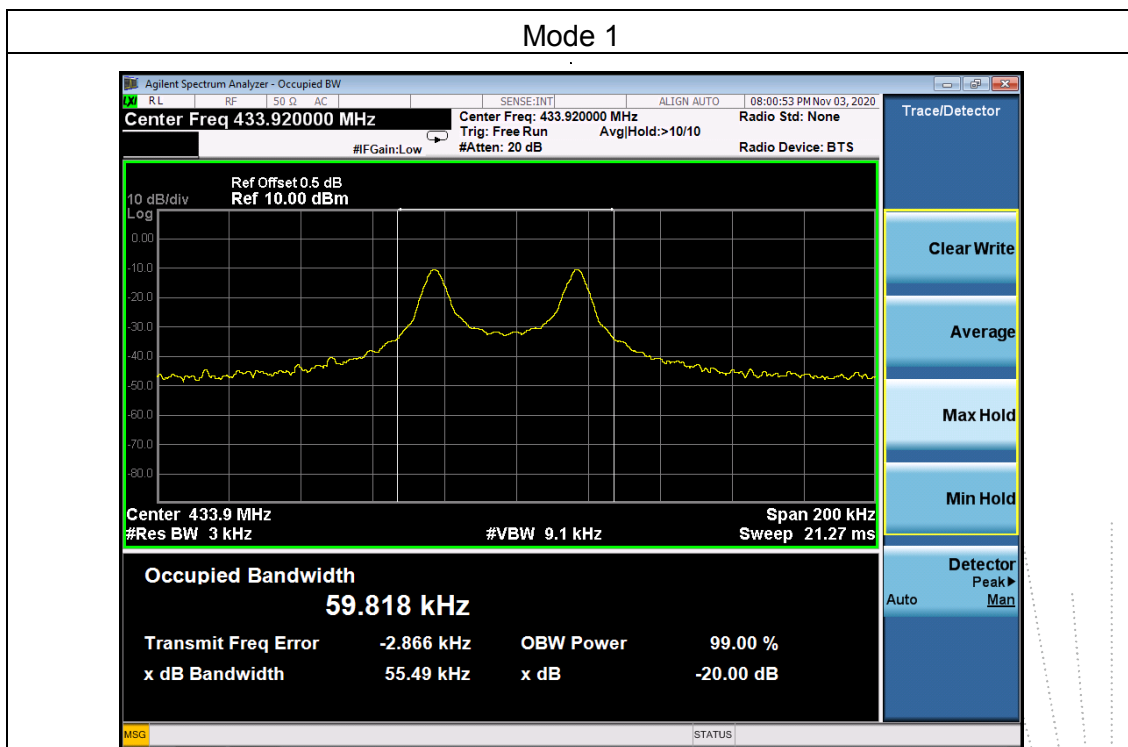 Mode 1
Agilent Spectrum Analyzer - Occupied BW
LXI RL RF 50 Ω AC SENSE:INT ALIGN AUTO 08:00:53 PM Nov 03, 2020
Center Freq 433.920000 MHz
Center Freq: 433.920000 MHz
Radio Std: None
Trig: Free Run Avg|Hold:>10/10
#IFGain:Low #Atten: 20 dB Radio Device: BTS
Trace/Detector
Ref Offset 0.5 dB
10 dB/div Ref 10.00 dBm
Log
0.00
-10.0
-20.0
-30.0
-40.0
-50.0
-60.0
-70.0
-80.0
Center 433.9 MHz Span 200 kHz
#Res BW 3 kHz #VBW 9.1 kHz Sweep 21.27 ms
Clear Write
Average
Max Hold
Min Hold
Detector
Peak▶
Auto Man
Occupied Bandwidth
59.818 kHz
Transmit Freq Error -2.866 kHz OBW Power 99.00 %
x dB Bandwidth 55.49 kHz x dB -20.00 dB
MSG STATUS